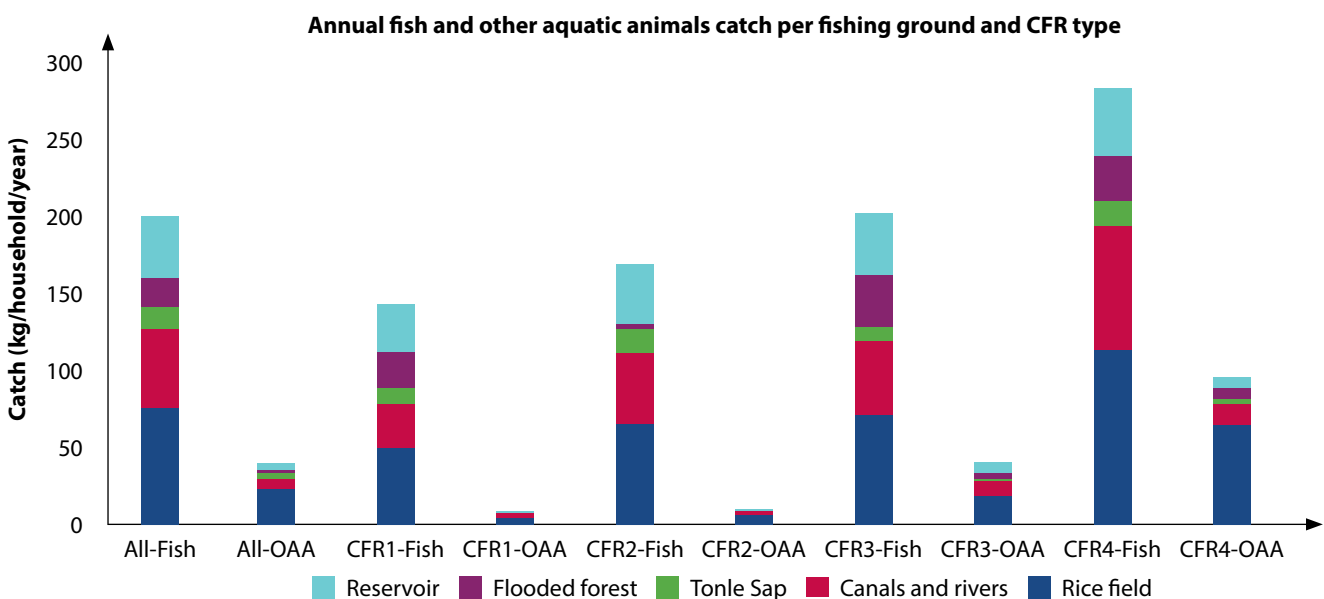 Annual fish and other aquatic animals catch per fishing ground and CFR type
Catch (kg/household/year)
300
250
200
150
100
50
0
All-Fish All-OAA CFR1-Fish CFR1-OAA CFR2-Fish CFR2-OAA CFR3-Fish CFR3-OAA CFR4-Fish CFR4-OAA
Reservoir Flooded forest Tonle Sap Canals and rivers Rice field